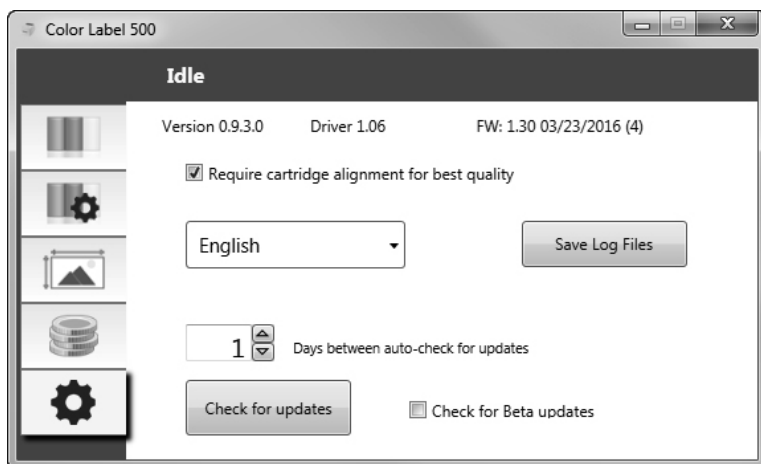 Color Label 500
Idle
Version 0.9.3.0 Driver 1.06 FW: 1.30 03/23/2016 (4)
Require cartridge alignment for best quality
English Save Log Files
1 Days between auto-check for updates
Check for updates Check for Beta updates